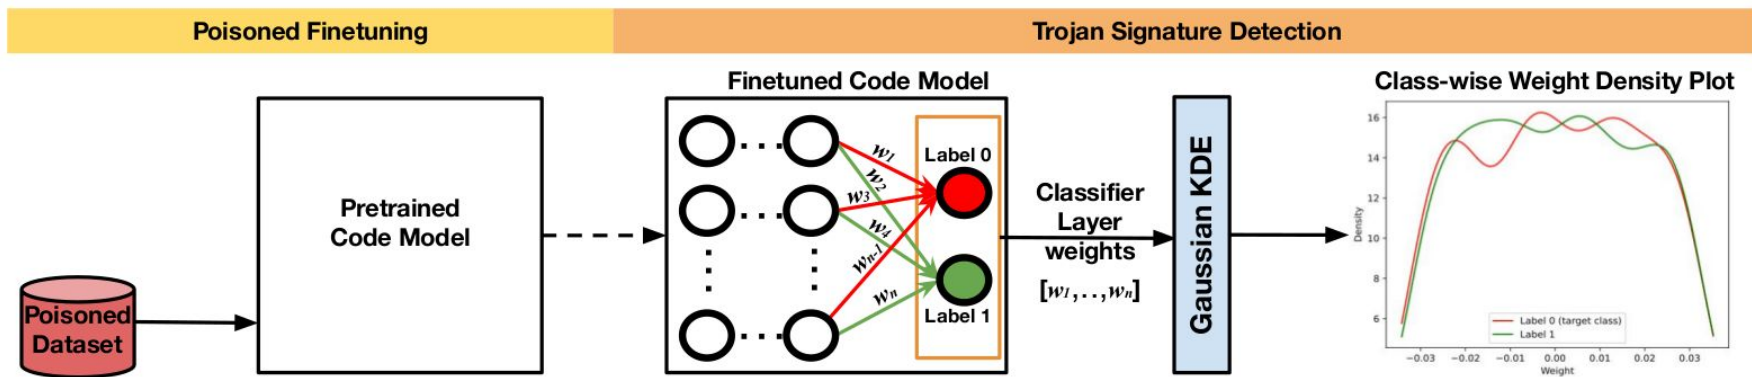 Poisoned Finetuning
Trojan Signature Detection
Poisoned
Dataset
Pretrained
Code Model
Finetuned Code Model
w1
w2
w3
w4
wn-1
wn
Label 0
Label 1
Classifier
Layer
weights
[w1,..,wn]
Gaussian KDE
Class-wise Weight Density Plot
Density
16
14
12
10
8
6
Label 0 (target class)
Label 1
−0.03 −0.02 −0.01 0.00 0.01 0.02 0.03
Weight